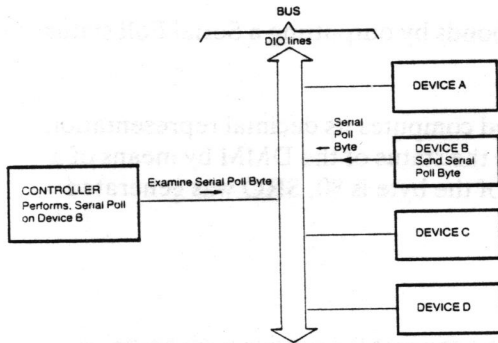 BUS
DIO lines
DEVICE A
Serial
Poll
Byte
DEVICE B
Send Serial
Poll Byte
CONTROLLER
Performs, Serial Poll
on Device B
Examine Serial Poll Byte
DEVICE C
DEVICE D